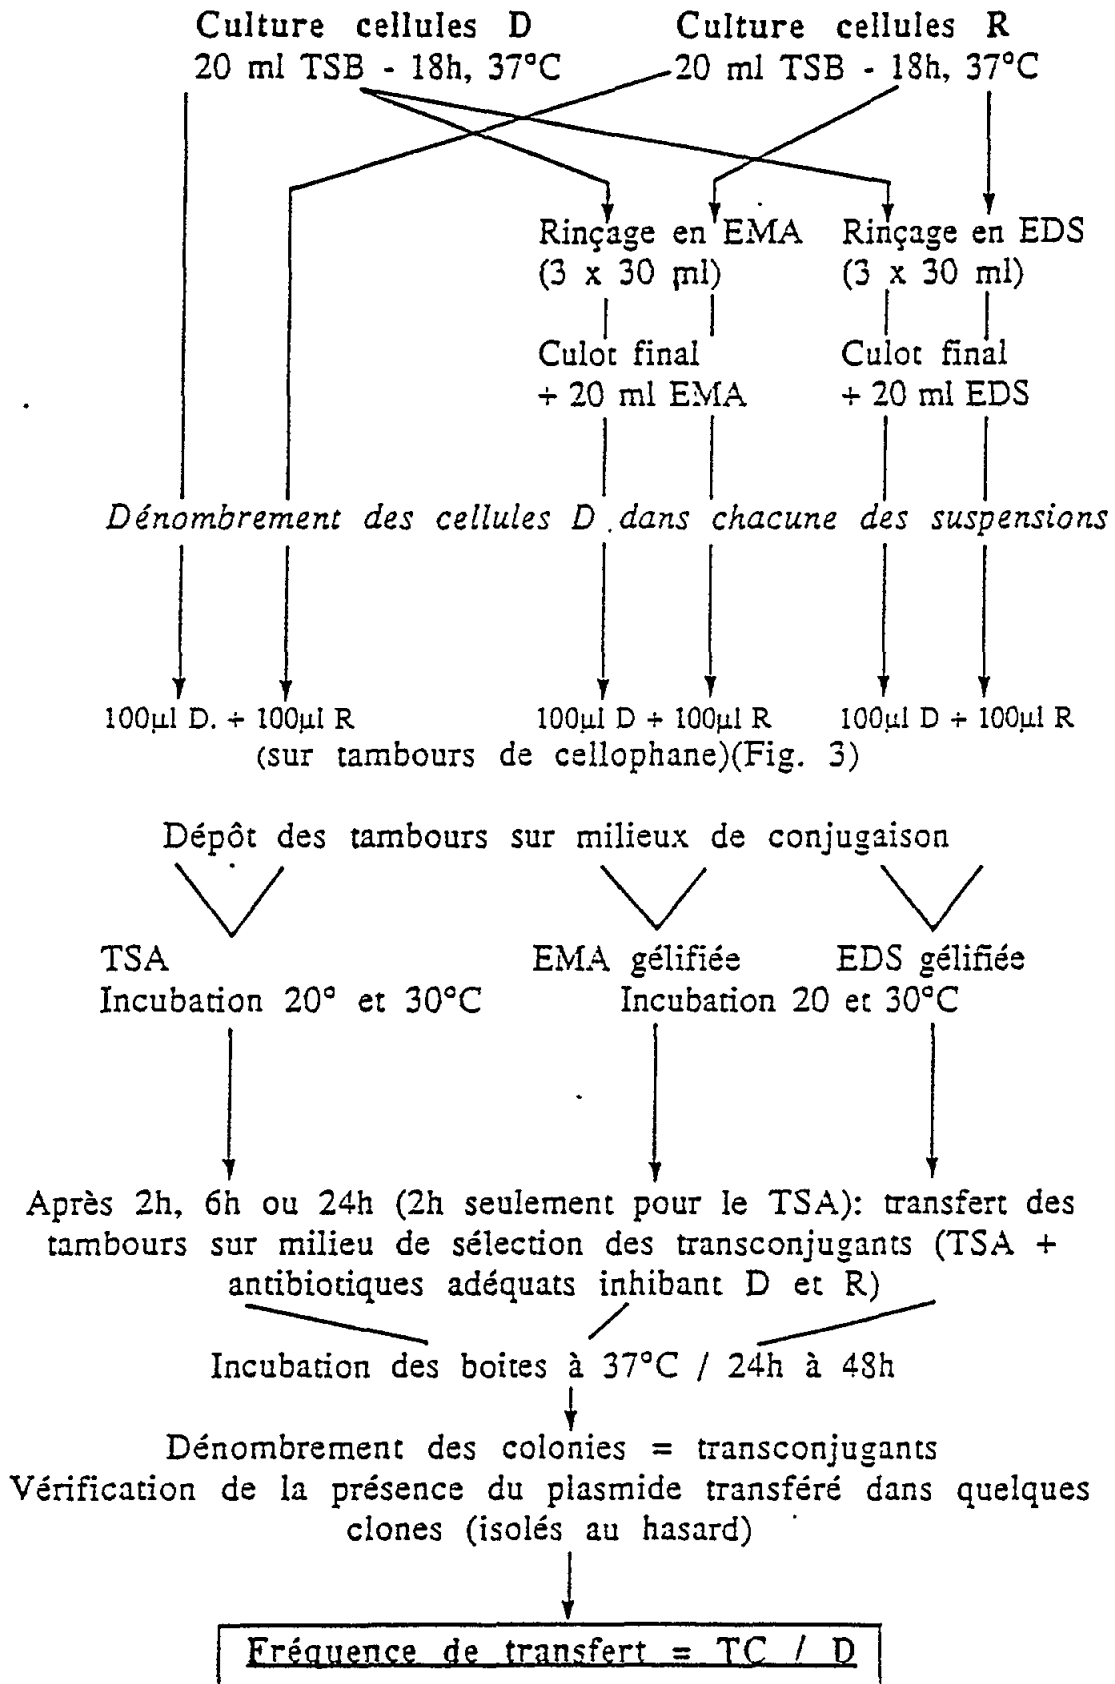 Culture cellules D Culture cellules R
20 ml TSB - 18h, 37°C 20 ml TSB - 18h, 37°C
Rinçage en EMA Rinçage en EDS
(3 x 30 ml) (3 x 30 ml)
Culot final Culot final
+ 20 ml EMA + 20 ml EDS
Dénombrement des cellules D dans chacune des suspensions
100µl D. + 100µl R 100µl D + 100µl R 100µl D + 100µl R
(sur tambours de cellophane)(Fig. 3)
Dépôt des tambours sur milieux de conjugaison
TSA EMA gélifiée EDS gélifiée
Incubation 20° et 30°C Incubation 20 et 30°C
Après 2h, 6h ou 24h (2h seulement pour le TSA): transfert des
tambours sur milieu de sélection des transconjugants (TSA +
antibiotiques adéquats inhibant D et R)
Incubation des boites à 37°C / 24h à 48h
Dénombrement des colonies = transconjugants
Vérification de la présence du plasmide transféré dans quelques
clones (isolés au hasard)
Fréquence de transfert = TC / D